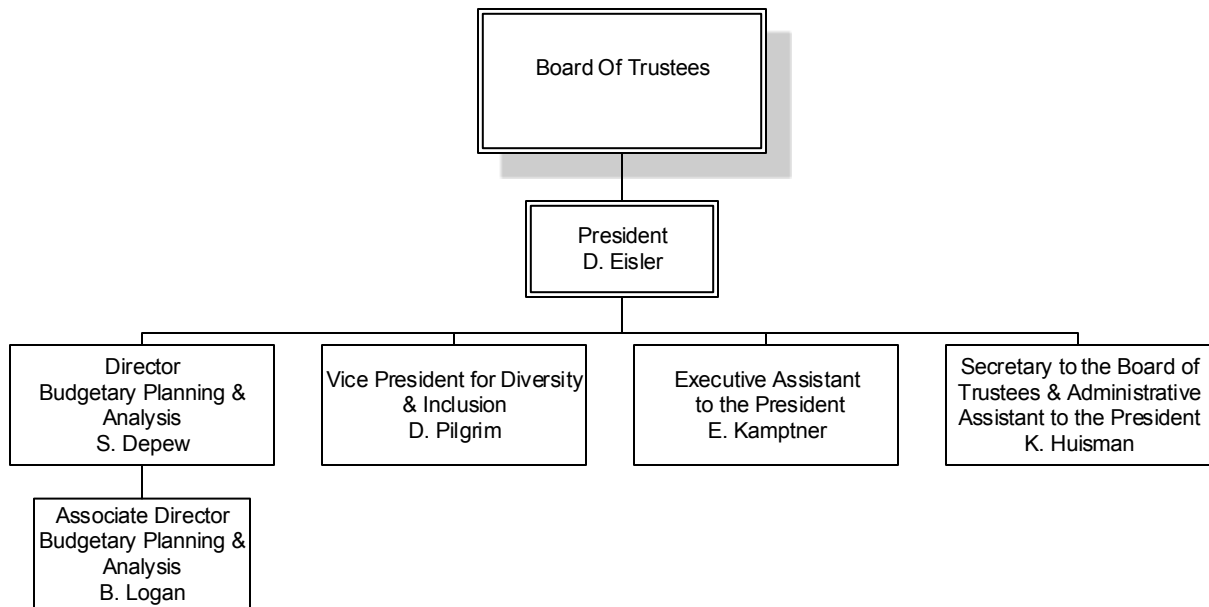 Board Of Trustees
President
D. Eisler
Director
Budgetary Planning &
Analysis
S. Depew
Vice President for Diversity
& Inclusion
D. Pilgrim
Executive Assistant
to the President
E. Kamptner
Secretary to the Board of
Trustees & Administrative
Assistant to the President
K. Huisman
Associate Director
Budgetary Planning &
Analysis
B. Logan